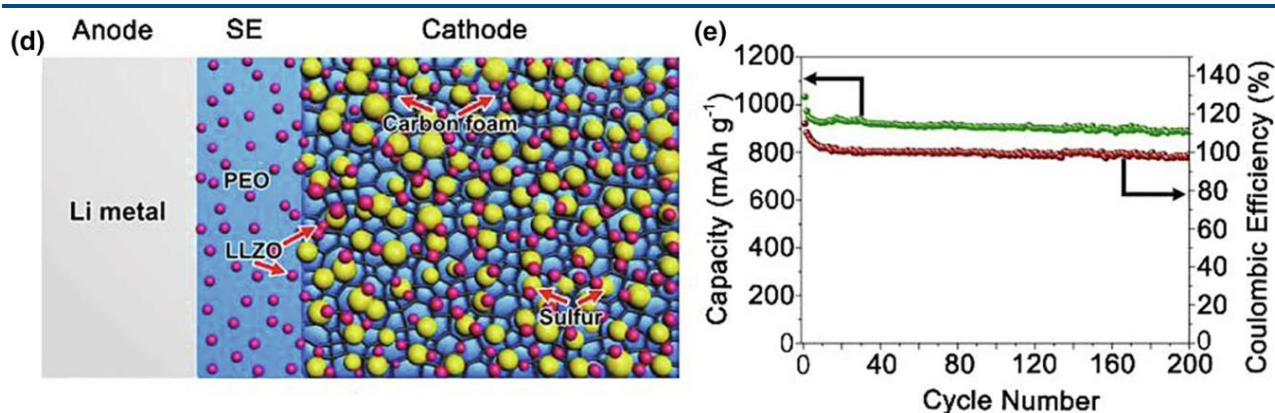 (d)
Anode SE Cathode
Carbon foam
PEO
Li metal
LLZO
Sulfur
(e)
Capacity (mAh g⁻¹)
1200
1000
800
600
400
200
0
0 40 80 120 160 200
Cycle Number
140
120
100
80
60
40
20
0
Coulombic Efficiency (%)